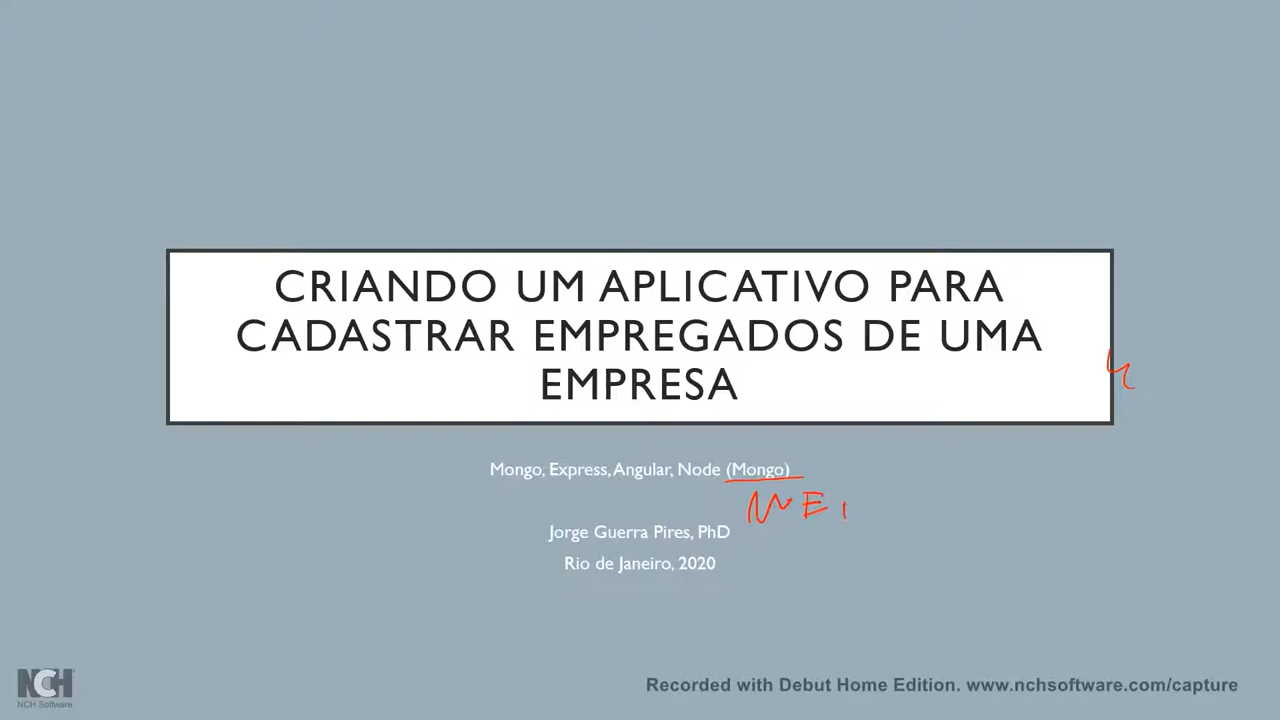 CRIANDO UM APLICATIVO PARA
CADASTRAR EMPREGADOS DE UMA
EMPRESA
Mongo, Express, Angular, Node (Mongo)
ME
Jorge Guerra Pires, PhD
Rio de Janeiro, 2020
NCH
NCH Software
Recorded with Debut Home Edition. www.nchsoftware.com/capture